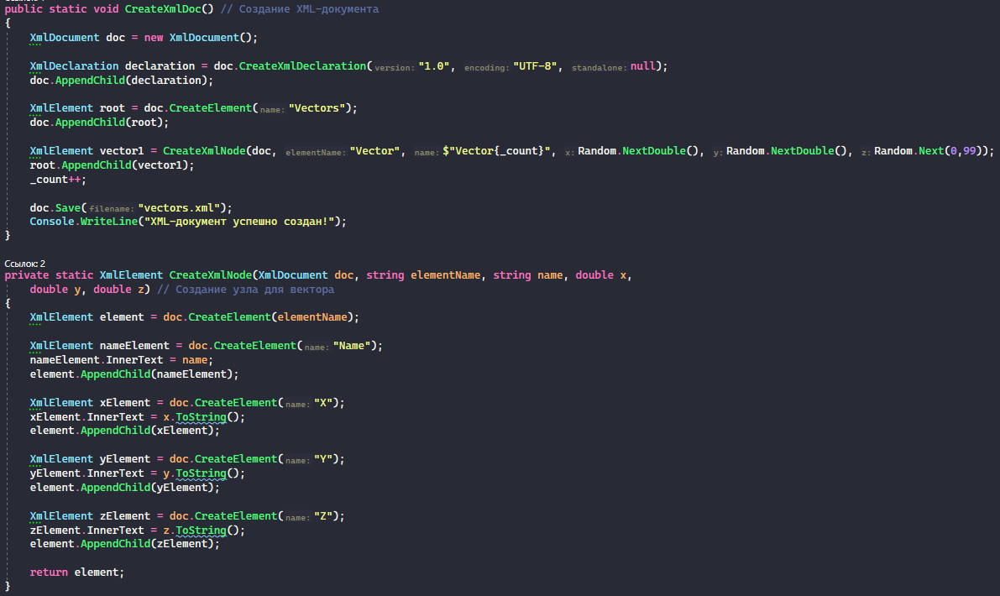 public static void CreateXmlDoc() // Создание XML-документа
{
XmlDocument doc = new XmlDocument();
XmlDeclaration declaration = doc.CreateXmlDeclaration(version: "1.0", encoding: "UTF-8", standalone: null);
doc.AppendChild(declaration);
XmlElement root = doc.CreateElement(name: "Vectors");
doc.AppendChild(root);
XmlElement vector1 = CreateXmlNode(doc, elementName: "Vector", name: $"Vector{_count}", x: Random.NextDouble(), y: Random.NextDouble(), z: Random.Next(0,99));
root.AppendChild(vector1);
_count++;
doc.Save(filename: "vectors.xml");
Console.WriteLine("XML-документ успешно создан!");
}
Ссылок: 2
private static XmlElement CreateXmlNode(XmlDocument doc, string elementName, string name, double x,
double y, double z) // Создание узла для вектора
{
XmlElement element = doc.CreateElement(elementName);
XmlElement nameElement = doc.CreateElement(name: "Name");
nameElement.InnerText = name;
element.AppendChild(nameElement);
XmlElement xElement = doc.CreateElement(name: "X");
xElement.InnerText = x.ToString();
element.AppendChild(xElement);
XmlElement yElement = doc.CreateElement(name: "Y");
yElement.InnerText = y.ToString();
element.AppendChild(yElement);
XmlElement zElement = doc.CreateElement(name: "Z");
zElement.InnerText = z.ToString();
element.AppendChild(zElement);
return element;
}